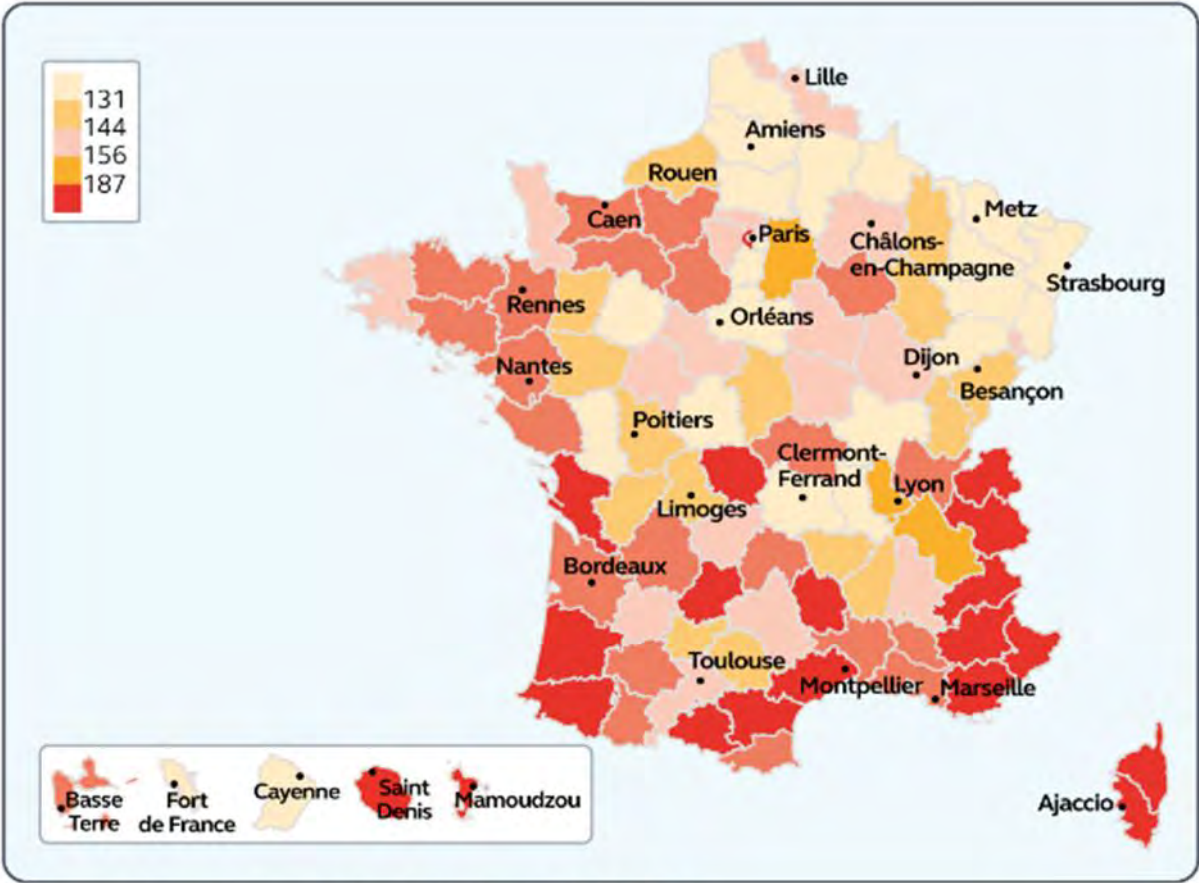 131
144
156
187
Lille
Amiens
Rouen
Metz
Caen
Paris
Châlons-
en-Champagne
Strasbourg
Rennes
Orléans
Nantes
Dijon
Besançon
Poitiers
Clermont-
Ferrand
Lyon
Limoges
Bordeaux
Toulouse
Montpellier
Marseille
Ajaccio
Basse
Terre
Fort
de France
Cayenne
Saint
Denis
Mamoudzou